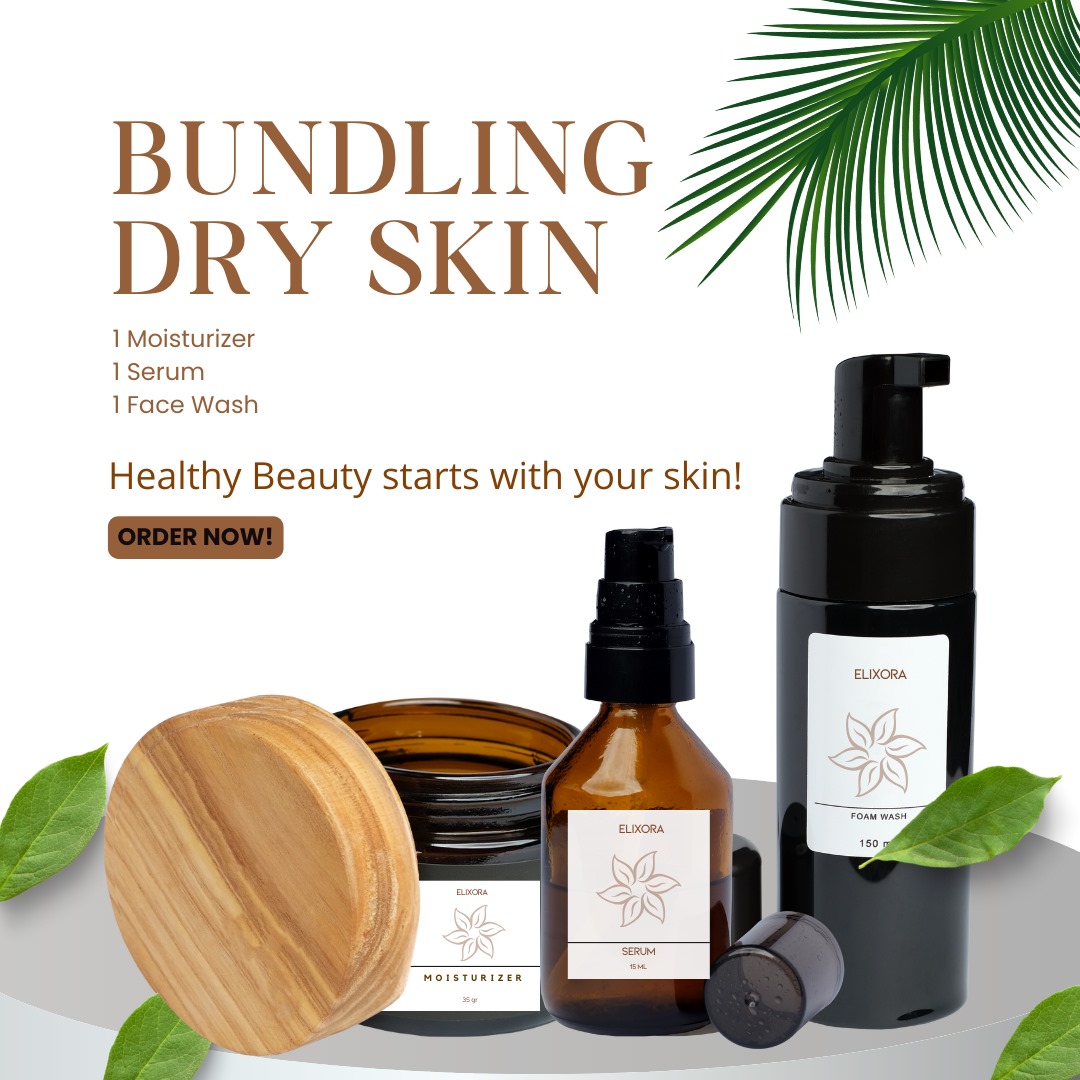 BUNDLING
DRY SKIN
1 Moisturizer
1 Serum
1 Face Wash
Healthy Beauty starts with your skin!
ORDER NOW!
ELIXORA
FOAM WASH
150
ELIXORA
SERUM
15 ML
ELIXORA
MOISTURIZER
35 gr